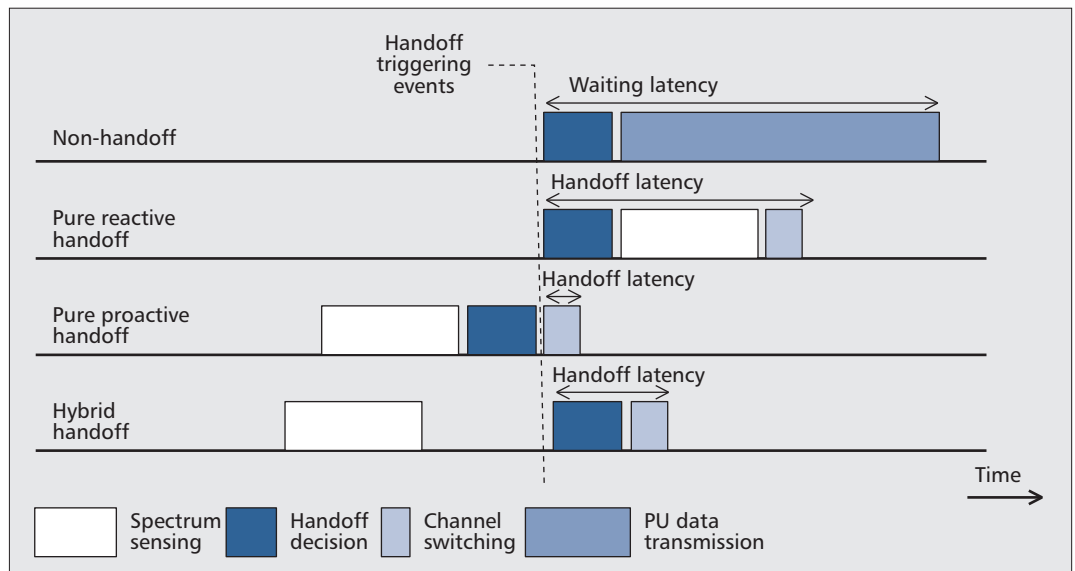 Handoff
triggering
events
Waiting latency
Non-handoff
Handoff latency
Pure reactive
handoff
Handoff latency
Pure proactive
handoff
Handoff latency
Hybrid
handoff
Time
Spectrum
sensing
Handoff
decision
Channel
switching
PU data
transmission